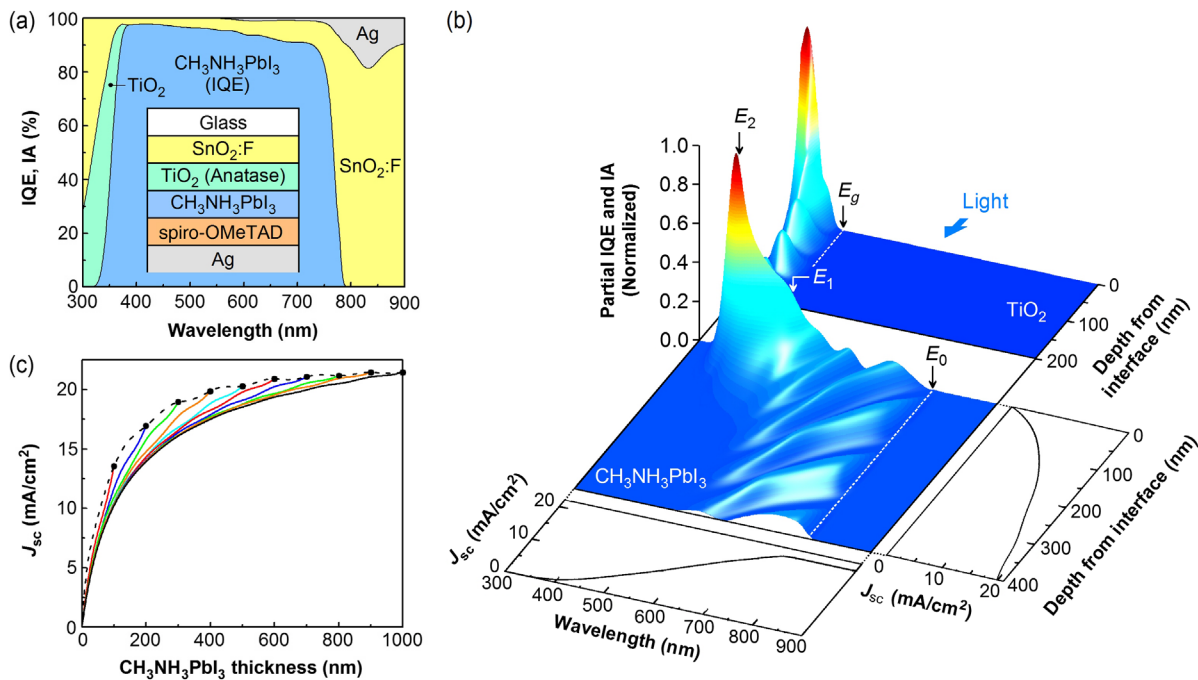 (a)
IQE, IA (%)
100
80
60
40
20
0
Ag
CH₃NH₃PbI₃
(IQE)
TiO₂
Glass
SnO₂:F
TiO₂ (Anatase)
CH₃NH₃PbI₃
spiro-OMeTAD
Ag
SnO₂:F
300 400 500 600 700 800 900
Wavelength (nm)
(b)
Partial IQE and IA
(Normalized)
1.0
0.8
0.6
0.4
0.2
0.0
E₂
E_g
Light
E₁
TiO₂
E₀
0
100
200
Depth from
interface (nm)
CH₃NH₃PbI₃
J_sc (mA/cm²)
20
10
0
300 400 500 600 700 800 900
Wavelength (nm)
0 10 20
J_sc (mA/cm²)
0
100
200
300
400
Depth from interface (nm)
(c)
J_sc (mA/cm²)
20
15
10
5
0
0 200 400 600 800 1000
CH₃NH₃PbI₃ thickness (nm)